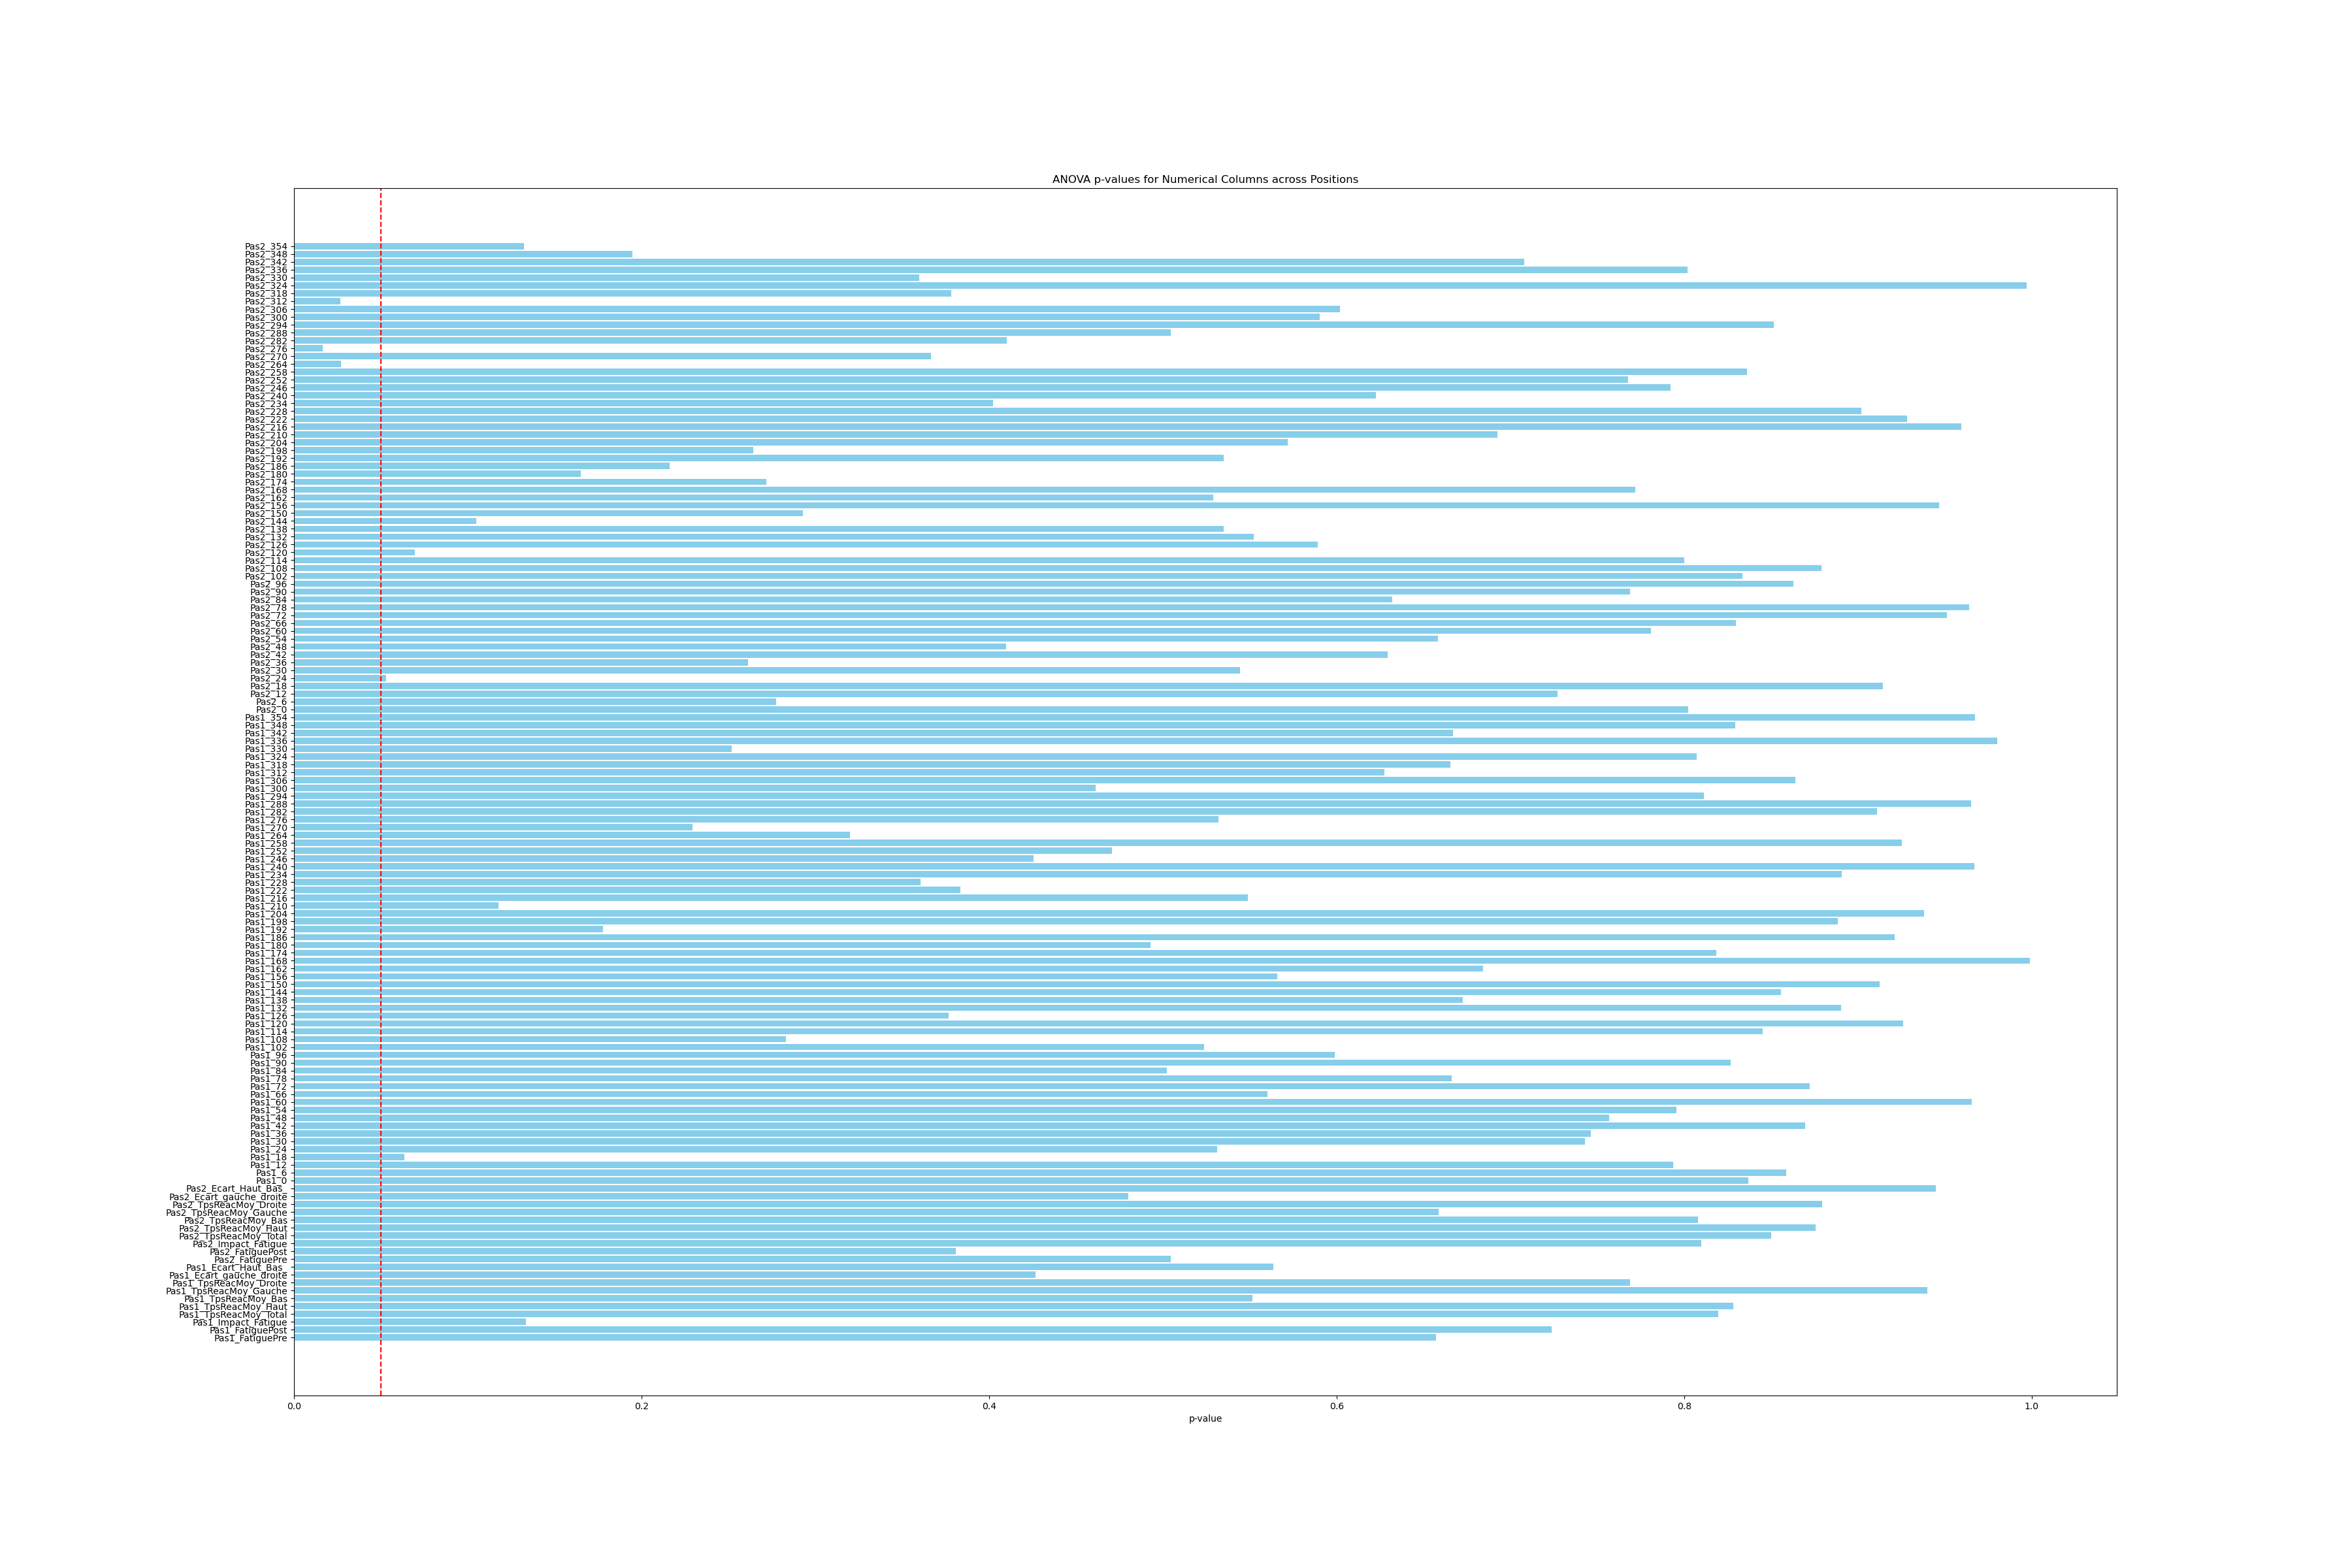 ANOVA p-values for Numerical Columns across Positions
Pas2_354
Pas2_348
Pas2_342
Pas2_336
Pas2_330
Pas2_324
Pas2_318
Pas2_312
Pas2_306
Pas2_300
Pas2_294
Pas2_288
Pas2_282
Pas2_276
Pas2_270
Pas2_264
Pas2_258
Pas2_252
Pas2_246
Pas2_240
Pas2_234
Pas2_228
Pas2_222
Pas2_216
Pas2_210
Pas2_204
Pas2_198
Pas2_192
Pas2_186
Pas2_180
Pas2_174
Pas2_168
Pas2_162
Pas2_156
Pas2_150
Pas2_144
Pas2_138
Pas2_132
Pas2_126
Pas2_120
Pas2_114
Pas2_108
Pas2_102
Pas2_96
Pas2_90
Pas2_84
Pas2_78
Pas2_72
Pas2_66
Pas2_60
Pas2_54
Pas2_48
Pas2_42
Pas2_36
Pas2_30
Pas2_24
Pas2_18
Pas2_12
Pas2_6
Pas2_0
Pas1_354
Pas1_348
Pas1_342
Pas1_336
Pas1_330
Pas1_324
Pas1_318
Pas1_312
Pas1_306
Pas1_300
Pas1_294
Pas1_288
Pas1_282
Pas1_276
Pas1_270
Pas1_264
Pas1_258
Pas1_252
Pas1_246
Pas1_240
Pas1_234
Pas1_228
Pas1_222
Pas1_216
Pas1_210
Pas1_204
Pas1_198
Pas1_192
Pas1_186
Pas1_180
Pas1_174
Pas1_168
Pas1_162
Pas1_156
Pas1_150
Pas1_144
Pas1_138
Pas1_132
Pas1_126
Pas1_120
Pas1_114
Pas1_108
Pas1_102
Pas1_96
Pas1_90
Pas1_84
Pas1_78
Pas1_72
Pas1_66
Pas1_60
Pas1_54
Pas1_48
Pas1_42
Pas1_36
Pas1_30
Pas1_24
Pas1_18
Pas1_12
Pas1_6
Pas1_0
Pas2_Ecart_Haut_Bas
Pas2_Ecart_gauche_droite
Pas2_TpsReacMoy_Droite
Pas2_TpsReacMoy_Gauche
Pas2_TpsReacMoy_Bas
Pas2_TpsReacMoy_Haut
Pas2_TpsReacMoy_Total
Pas2_Impact_Fatigue
Pas2_FatiguePost
Pas2_FatiguePre
Pas1_Ecart_Haut_Bas
Pas1_Ecart_gauche_droite
Pas1_TpsReacMoy_Droite
Pas1_TpsReacMoy_Gauche
Pas1_TpsReacMoy_Bas
Pas1_TpsReacMoy_Haut
Pas1_TpsReacMoy_Total
Pas1_Impact_Fatigue
Pas1_FatiguePost
Pas1_FatiguePre
0.0 0.2 0.4 0.6 0.8 1.0
p-value